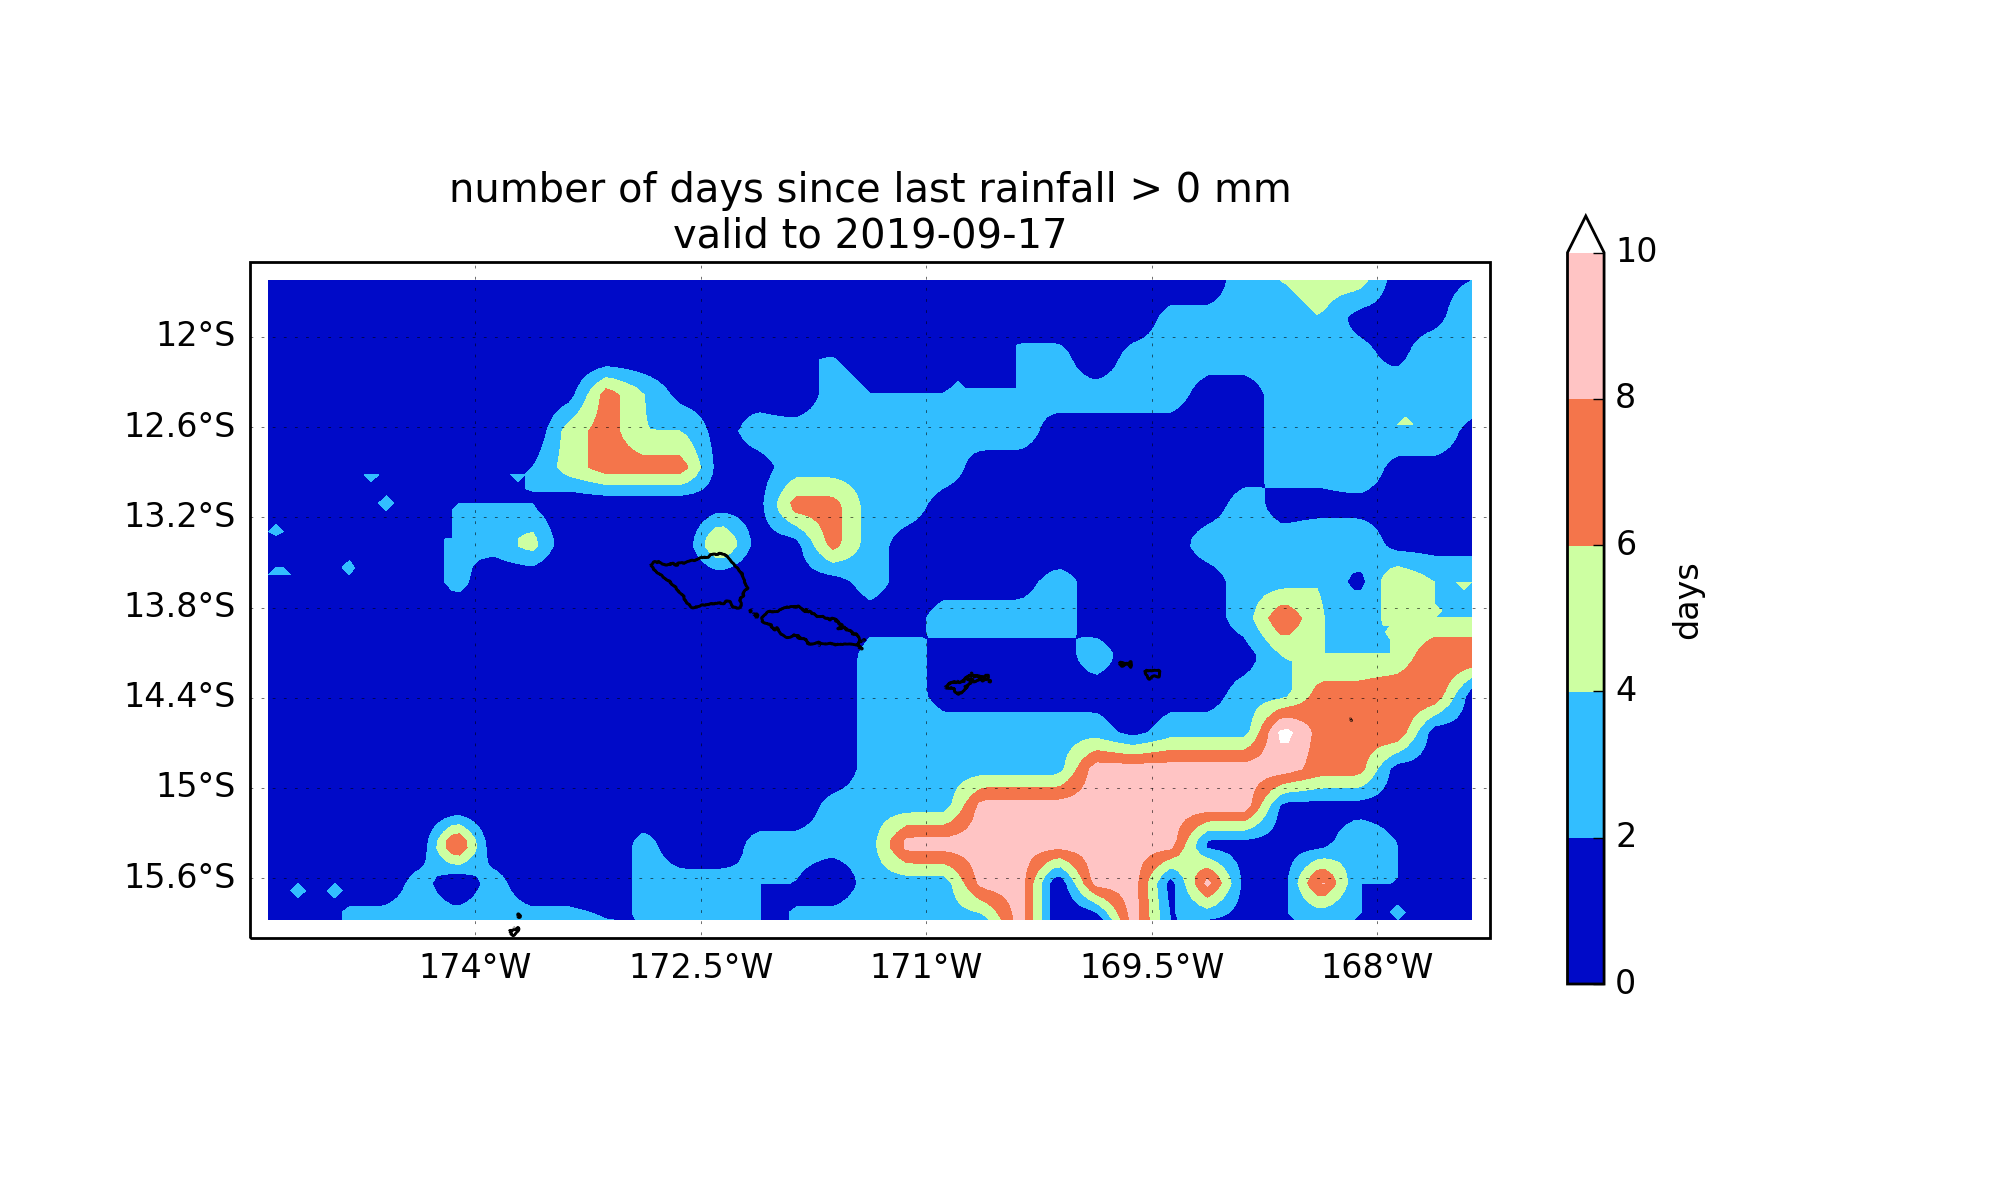 number of days since last rainfall > 0 mm
valid to 2019-09-17
12°S
12.6°S
13.2°S
13.8°S
14.4°S
15°S
15.6°S
174°W
172.5°W
171°W
169.5°W
168°W
10
8
6
4
2
0
days